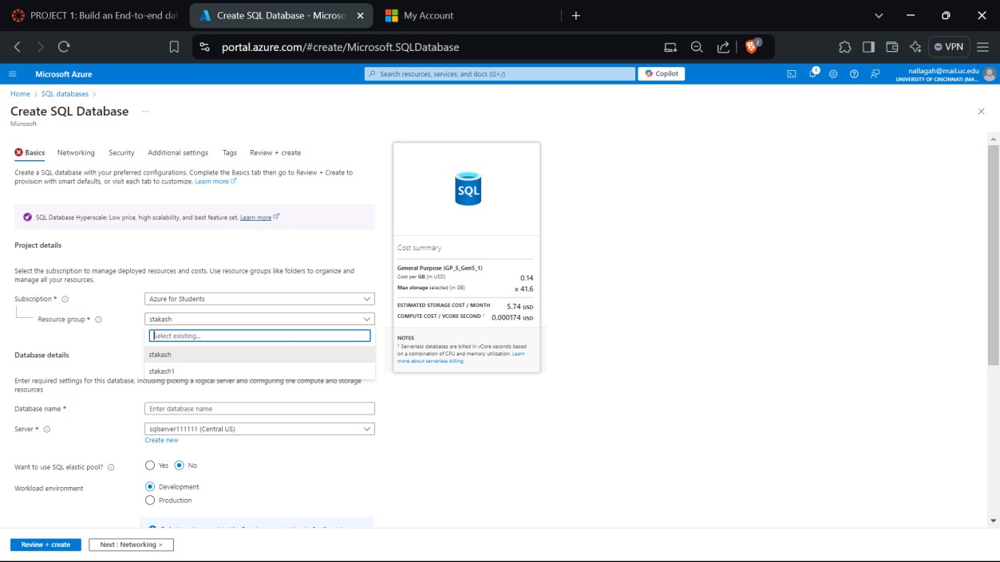 PROJECT 1: Build an End-to-end dat
Create SQL Database - Microso
My Account
portal.azure.com/#create/Microsoft.SQLDatabase
2
VPN
Microsoft Azure
Search resources, services, and docs (G+/)
Copilot
nallagah@mail.uc.edu
UNIVERSITY OF CINCINNATI (MA...
Home > SQL databases >
Create SQL Database ...
Microsoft
Basics Networking Security Additional settings Tags Review + create
Create a SQL database with your preferred configurations. Complete the Basics tab then go to Review + Create to
provision with smart defaults, or visit each tab to customize. Learn more
SQL Database Hyperscale: Low price, high scalability, and best feature set. Learn more
Project details
Select the subscription to manage deployed resources and costs. Use resource groups like folders to organize and
manage all your resources.
Subscription *
Azure for Students
Resource group *
stakash
Select existing...
stakash
stakash1
Database details
Enter required settings for this database, including picking a logical server and configuring the compute and storage
resources
Database name *
Enter database name
Server *
sqlserver111111 (Central US)
Create new
Want to use SQL elastic pool?
Yes No
Workload environment
Development
Production
SQL
Cost summary
General Purpose (GP_S_Gen5_1)
Cost per GB (in USD) 0.14
Max storage selected (in GB) x 41.6
ESTIMATED STORAGE COST / MONTH 5.74 USD
COMPUTE COST / VCORE SECOND 1 0.000174 USD
NOTES
1 Serverless databases are billed in vCore seconds based
on a combination of CPU and memory utilization. Learn
more about serverless billing
Review + create
Next : Networking >